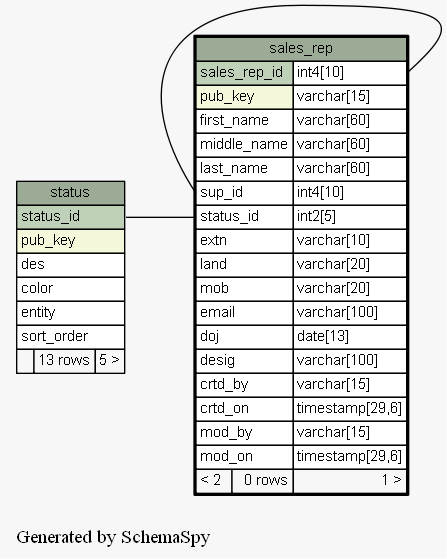 sales_rep
sales_rep_id int4[10]
pub_key varchar[15]
first_name varchar[60]
middle_name varchar[60]
last_name varchar[60]
sup_id int4[10]
status_id int2[5]
extn varchar[10]
land varchar[20]
mob varchar[20]
email varchar[100]
doj date[13]
desig varchar[100]
crtd_by varchar[15]
crtd_on timestamp[29,6]
mod_by varchar[15]
mod_on timestamp[29,6]
< 2 0 rows 1 >
status
status_id
pub_key
des
color
entity
sort_order
13 rows 5 >
Generated by SchemaSpy